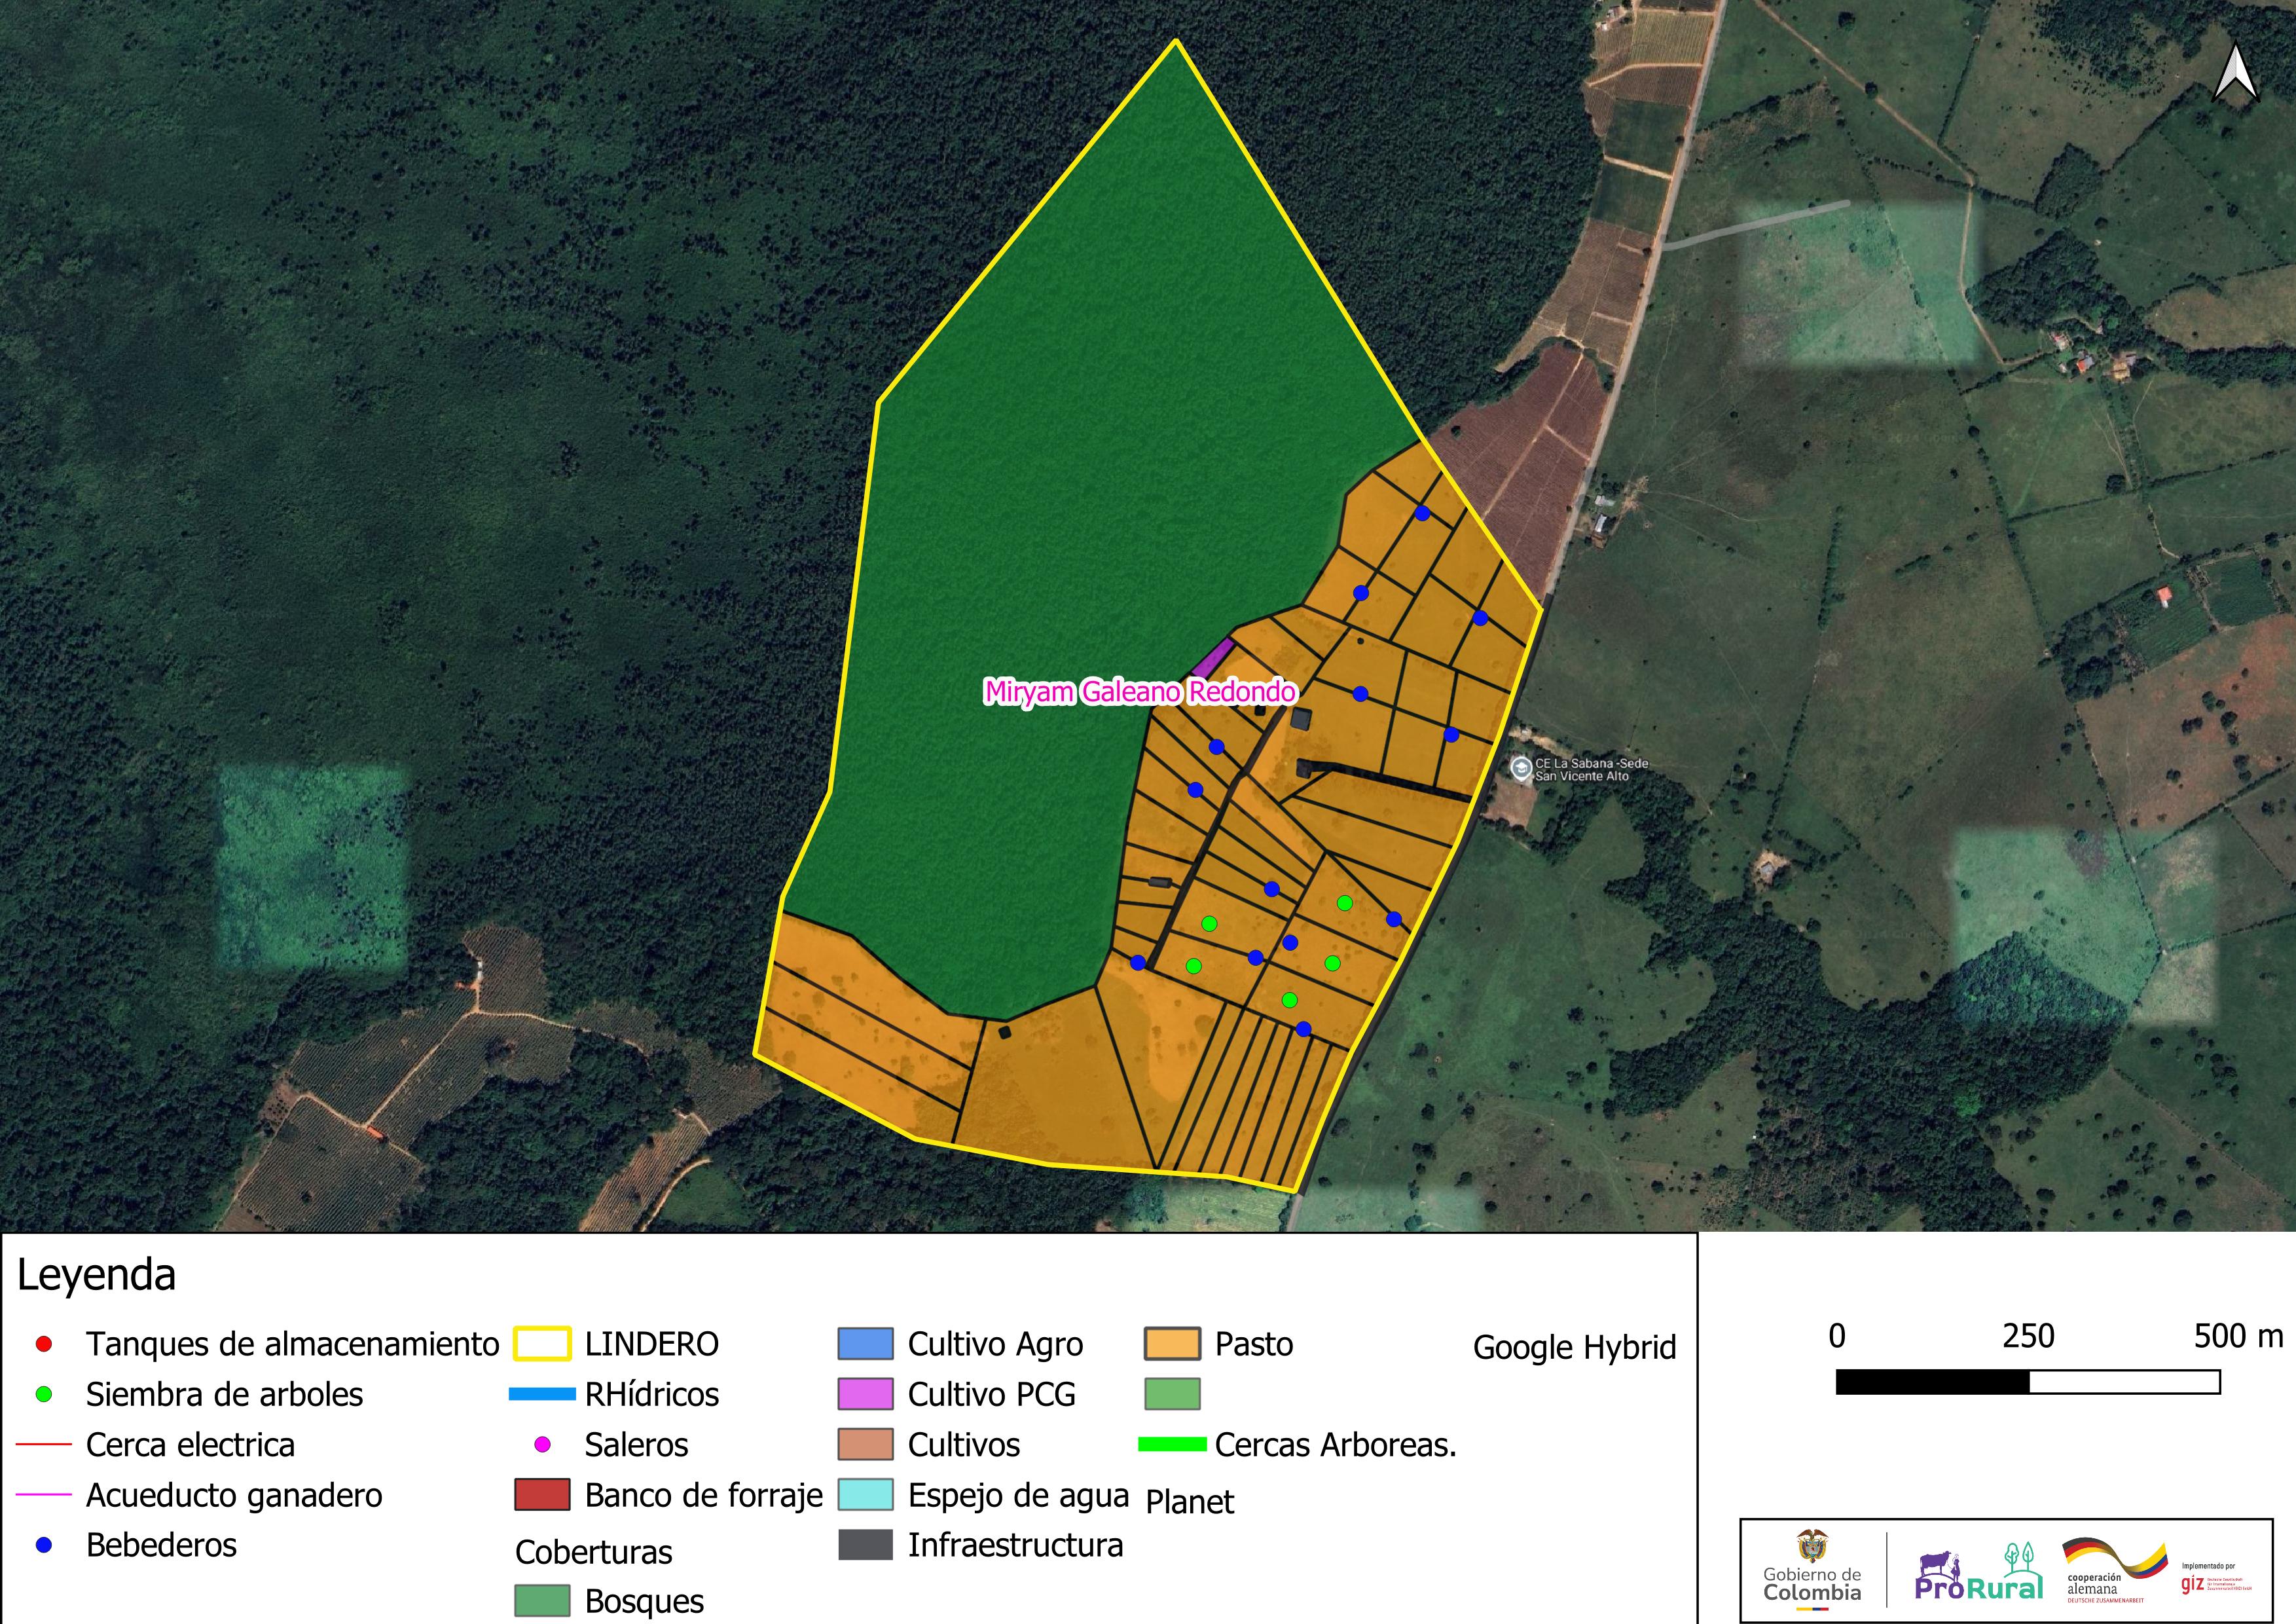 Miryam Galeano Redondo
CE La Sabana -Sede
San Vicente Alto
Leyenda
Tanques de almacenamiento
Siembra de arboles
Cerca electrica
Acueducto ganadero
Bebederos
LINDERO
RHídricos
Saleros
Banco de forraje
Coberturas
Bosques
Cultivo Agro
Cultivo PCG
Cultivos
Espejo de agua
Infraestructura
Pasto
Cercas Arboreas.
Planet
Google Hybrid
0 250 500 m
Gobierno de
Colombia
ProRural
cooperación
alemana
DEUTSCHE ZUSAMMENARBEIT
Implementado por
giz